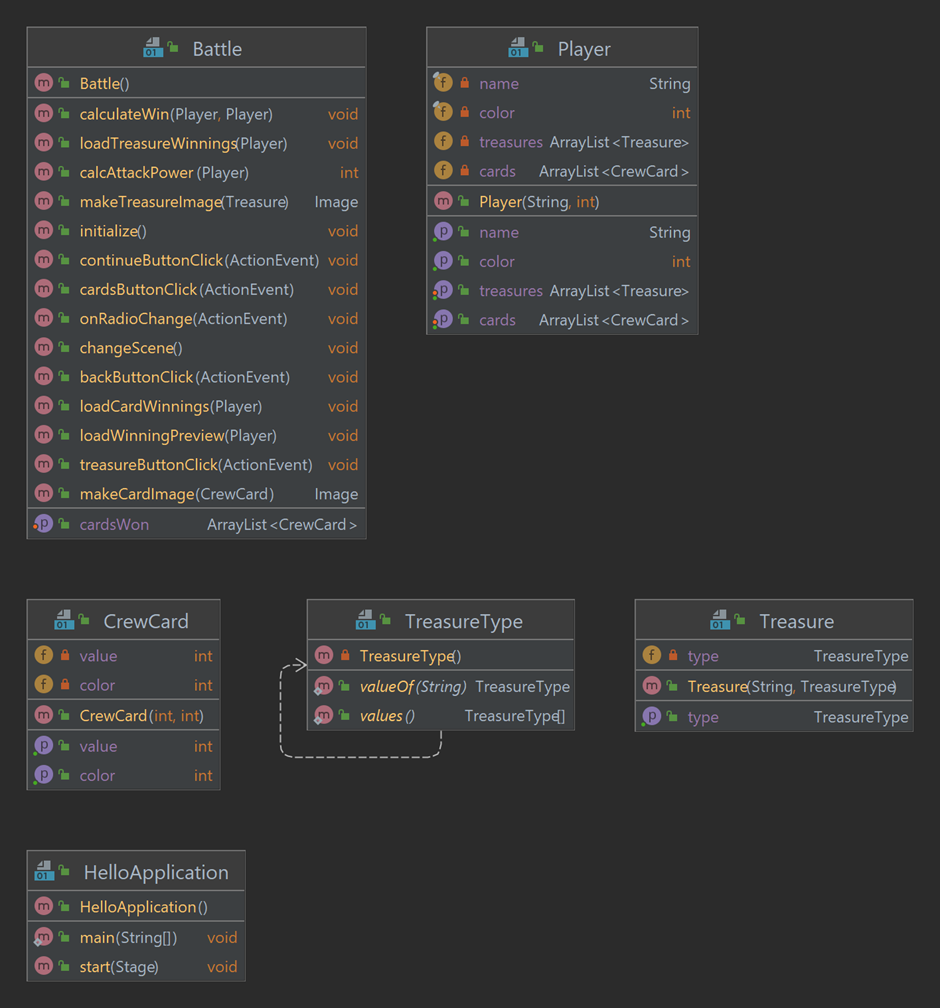 Battle
Battle()
calculateWin(Player, Player) void
loadTreasureWinnings(Player) void
calcAttackPower(Player) int
makeTreasureImage(Treasure) Image
initialize() void
continueButtonClick(ActionEvent) void
cardsButtonClick(ActionEvent) void
onRadioChange(ActionEvent) void
changeScene() void
backButtonClick(ActionEvent) void
loadCardWinnings(Player) void
loadWinningPreview(Player) void
treasureButtonClick(ActionEvent) void
makeCardImage(CrewCard) Image
cardsWon ArrayList<CrewCard>
Player
name String
color int
treasures ArrayList<Treasure>
cards ArrayList<CrewCard>
Player(String, int)
name String
color int
treasures ArrayList<Treasure>
cards ArrayList<CrewCard>
CrewCard
value int
color int
CrewCard(int, int)
value int
color int
TreasureType
TreasureType()
valueOf(String) TreasureType
values() TreasureType[]
Treasure
type TreasureType
Treasure(String, TreasureType)
type TreasureType
HelloApplication
HelloApplication()
main(String[]) void
start(Stage) void